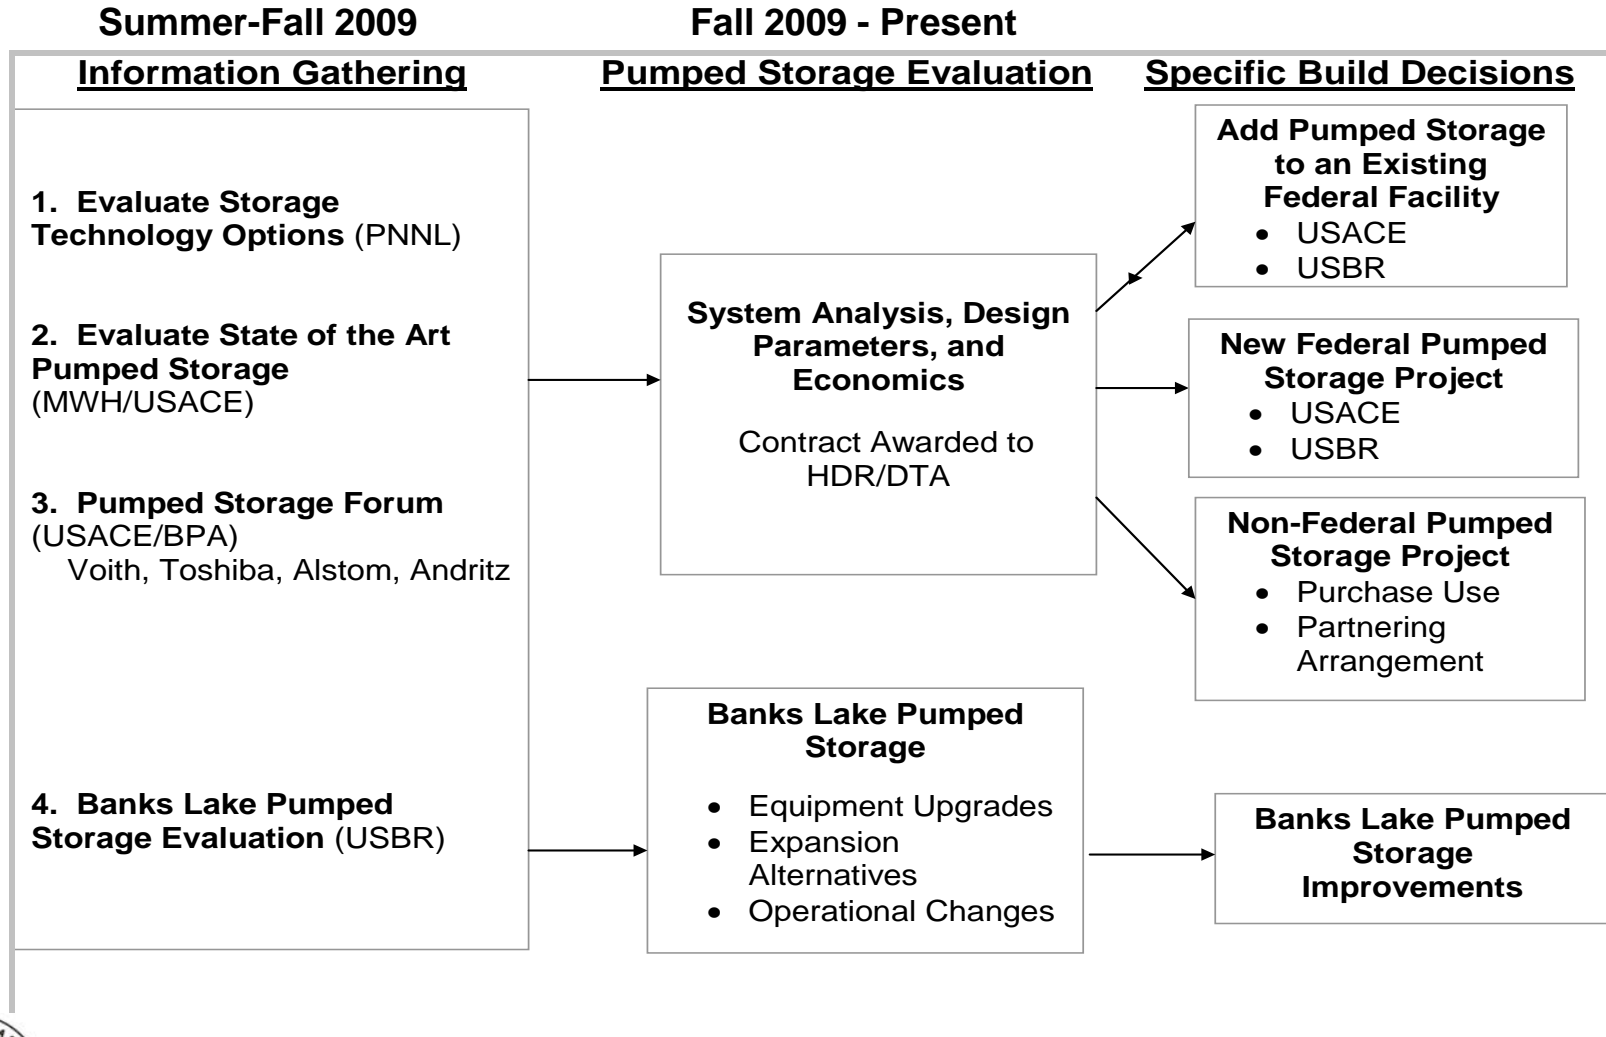 Summer-Fall 2009
Fall 2009 - Present
Information Gathering
Pumped Storage Evaluation
Specific Build Decisions
1. Evaluate Storage
Technology Options (PNNL)
2. Evaluate State of the Art
Pumped Storage
(MWH/USACE)
3. Pumped Storage Forum
(USACE/BPA)
Voith, Toshiba, Alstom, Andritz
4. Banks Lake Pumped
Storage Evaluation (USBR)
System Analysis, Design
Parameters, and
Economics
Contract Awarded to
HDR/DTA
Banks Lake Pumped
Storage
• Equipment Upgrades
• Expansion
Alternatives
• Operational Changes
Add Pumped Storage
to an Existing
Federal Facility
• USACE
• USBR
New Federal Pumped
Storage Project
• USACE
• USBR
Non-Federal Pumped
Storage Project
• Purchase Use
• Partnering
Arrangement
Banks Lake Pumped
Storage
Improvements